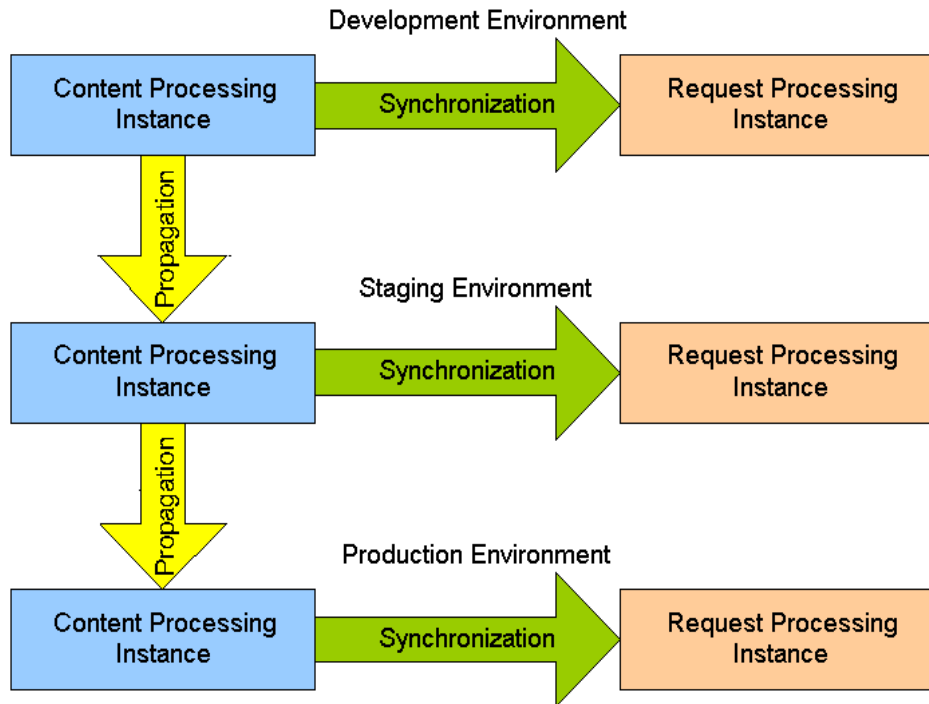 Development Environment
Content Processing
Instance
Synchronization
Request Processing
Instance
Propagation
Staging Environment
Content Processing
Instance
Synchronization
Request Processing
Instance
Propagation
Production Environment
Content Processing
Instance
Synchronization
Request Processing
Instance